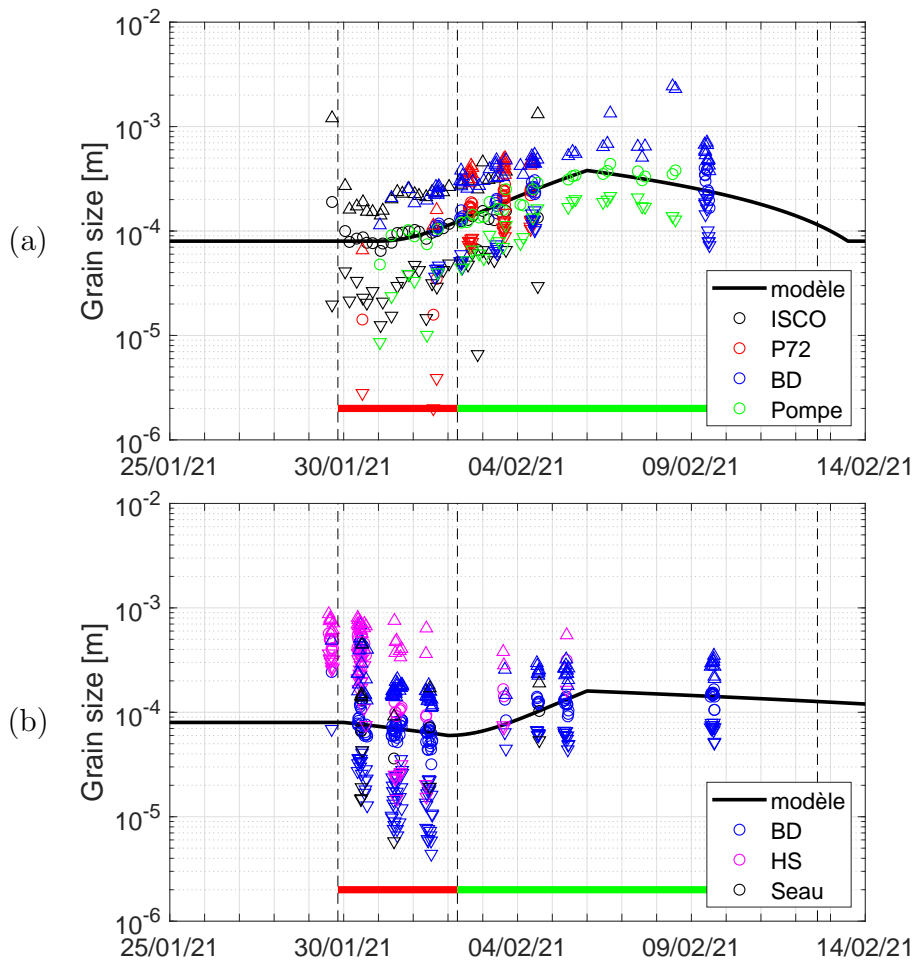 (a)
Grain size [m]
10-2
10-3
10-4
10-5
10-6
modèle
ISCO
P72
BD
Pompe
25/01/21 30/01/21 04/02/21 09/02/21 14/02/21
(b)
Grain size [m]
10-2
10-3
10-4
10-5
10-6
modèle
BD
HS
Seau
25/01/21 30/01/21 04/02/21 09/02/21 14/02/21